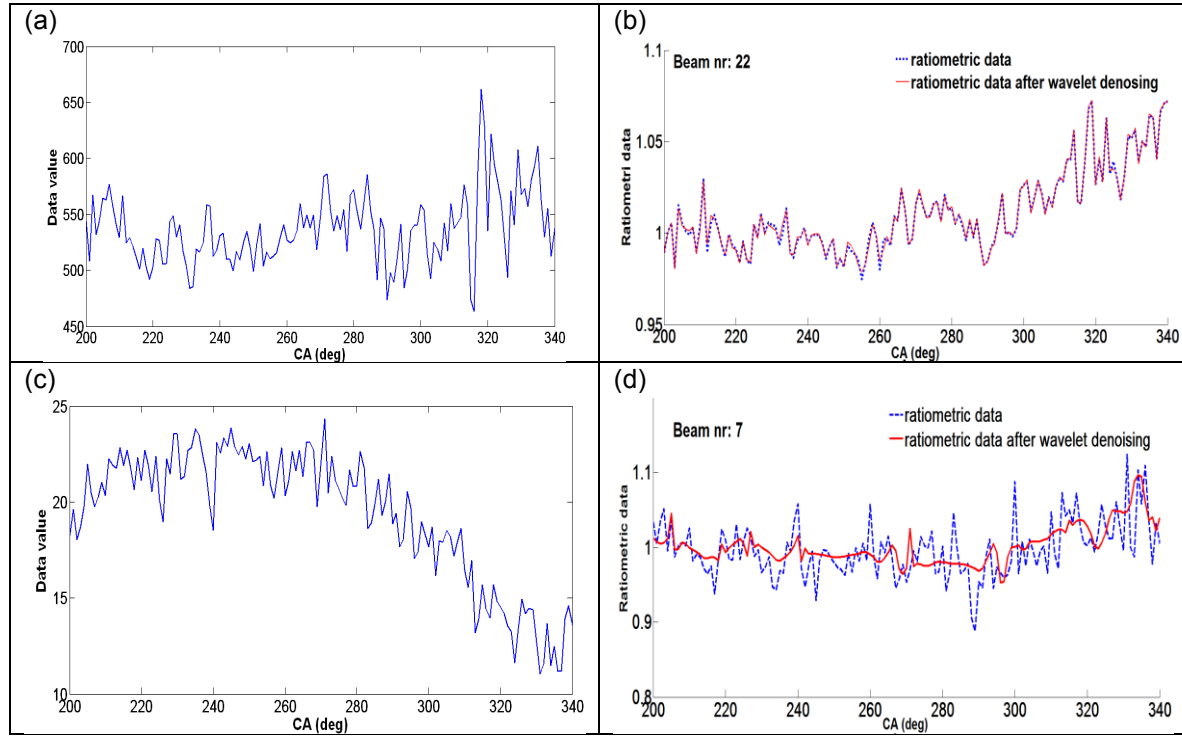 (a)
700
650
600
550
500
450
Data value
200 220 240 260 280 300 320 340
CA (deg)
(b)
1.1
1.05
1
0.95
Ratiometri data
Beam nr: 22
ratiometric data
ratiometric data after wavelet denosing
200 220 240 260 280 300 320 340
CA (deg)
(c)
25
20
15
10
Data value
200 220 240 260 280 300 320 340
CA (deg)
(d)
1.1
1
0.9
0.8
Ratiometric data
Beam nr: 7
ratiometric data
ratiometric data after wavelet denoising
200 220 240 260 280 300 320 340
CA (deg)